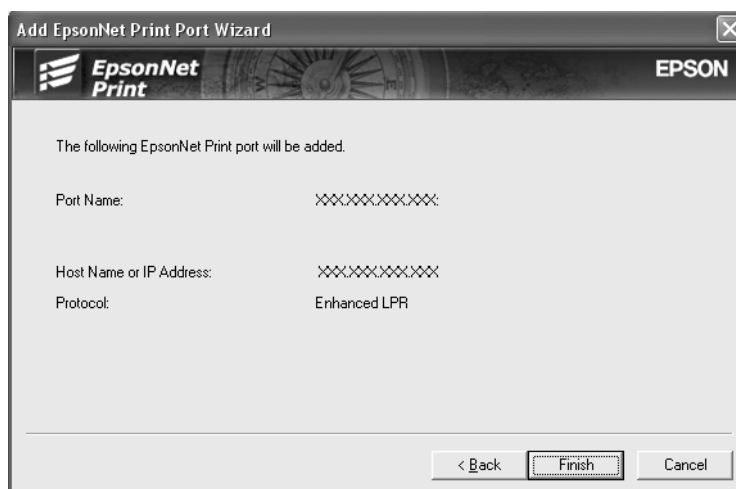 Add EpsonNet Print Port Wizard
EpsonNet
Print
EPSON
The following EpsonNet Print port will be added.
Port Name: XXX.XXX.XXX.XXX:
Host Name or IP Address: XXX.XXX.XXX.XXX
Protocol: Enhanced LPR
< Back Finish Cancel